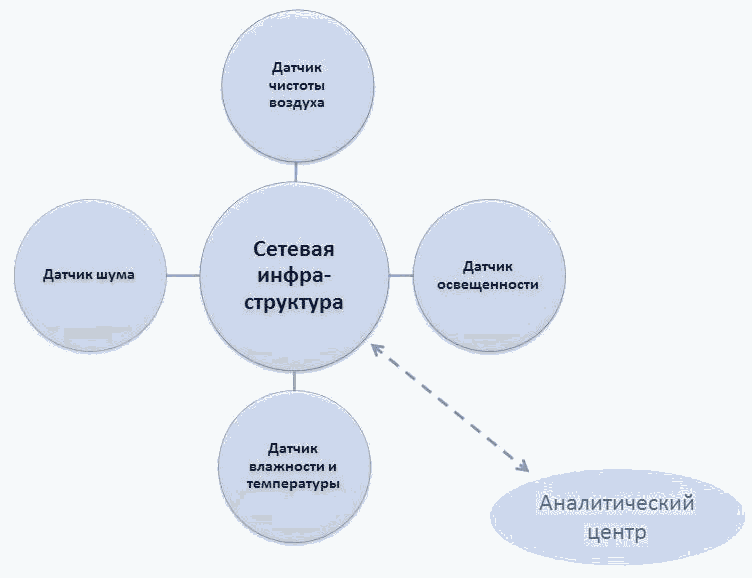 Датчик
чистоты
воздуха
Датчик шума
Сетевая
инфра-
структура
Датчик
освещенности
Датчик
влажности и
температуры
Аналитический
центр